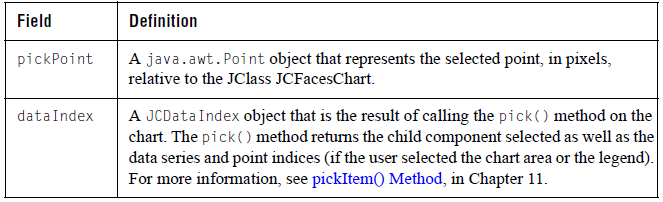 Field Definition
pickPoint A java.awt.Point object that represents the selected point, in pixels,
relative to the JClass JCFacesChart.
dataIndex A JCDataIndex object that is the result of calling the pick() method on the
chart. The pick() method returns the child component selected as well as the
data series and point indices (if the user selected the chart area or the legend).
For more information, see pickItem() Method, in Chapter 11.